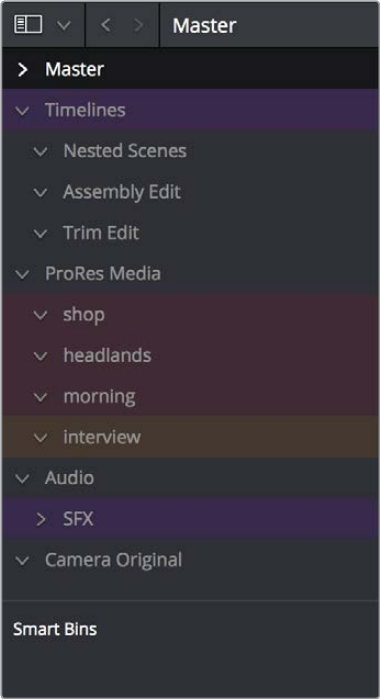 Master
Master
Timelines
Nested Scenes
Assembly Edit
Trim Edit
ProRes Media
shop
headlands
morning
interview
Audio
SFX
Camera Original
Smart Bins